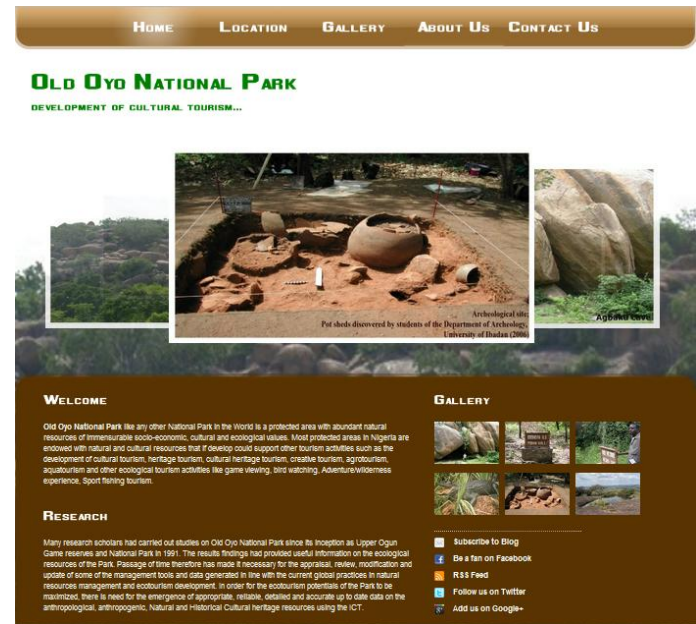 Home Location Gallery About Us Contact Us
Old Oyo National Park
development of cultural tourism...
Archeological site;
Pot sheds discovered by students of the Department of Archeology,
University of Ibadan (2006)
Agbaku cave
Welcome
Old Oyo National Park like any other National Park in the World is a protected area with abundant natural
resources of immensurable socio-economic, cultural and ecological values. Most protected areas in Nigeria are
endowed with natural and cultural resources that if develop could support other tourism activities such as the
development of cultural tourism, heritage tourism, cultural heritage tourism, creative tourism, agrotourism,
aquatourism and other ecological tourism activities like game viewing, bird watching, Adventure/wilderness
experience, Sport fishing tourism.
Research
Many research scholars had carried out studies on Old Oyo National Park since its inception as Upper Ogun
Game reserves and National Park in 1991. The results findings had provided useful information on the ecological
resources of the Park. Passage of time therefore has made it necessary for the appraisal, review, modification and
update of some of the management tools and data generated in line with the current global practices in natural
resources management and ecotourism development. In order for the ecotourism potentials of the Park to be
maximized, there is need for the emergence of appropriate, reliable, detailed and accurate up to date data on the
anthropological, anthropogenic, Natural and Historical Cultural heritage resources using the ICT.
Gallery
Subscribe to Blog
Be a fan on Facebook
RSS Feed
Follow us on Twitter
Add us on Google+